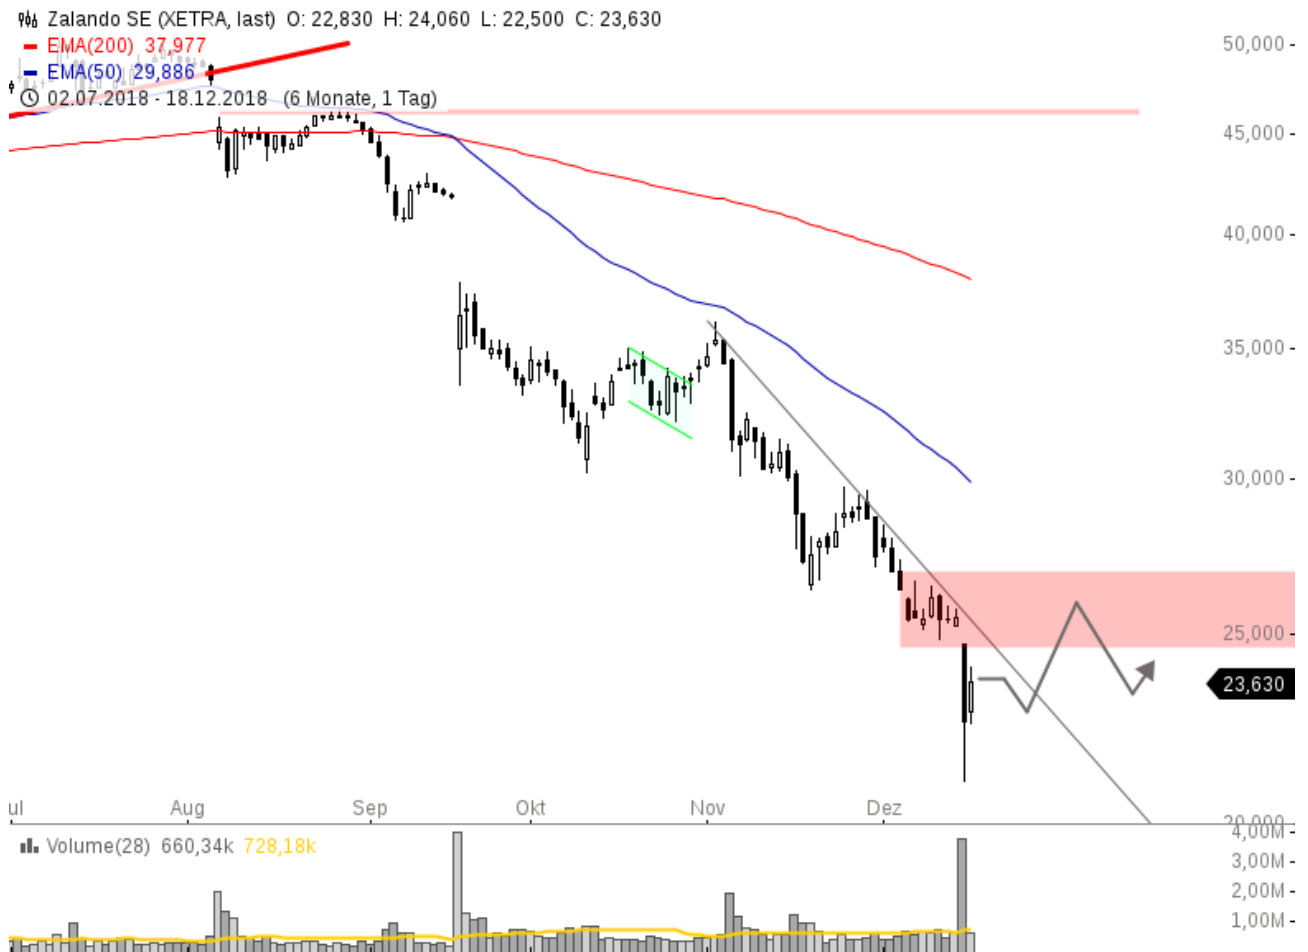 Zalando SE (XETRA, last) O: 22,830 H: 24,060 L: 22,500 C: 23,630
EMA(200) 37,977
EMA(50) 29,886
02.07.2018 - 18.12.2018 (6 Monate, 1 Tag)
50,000
45,000
40,000
35,000
30,000
25,000
23,630
20,000
ul Aug Sep Okt Nov Dez
Volume(28) 660,34k 728,18k
4,00M
3,00M
2,00M
1,00M